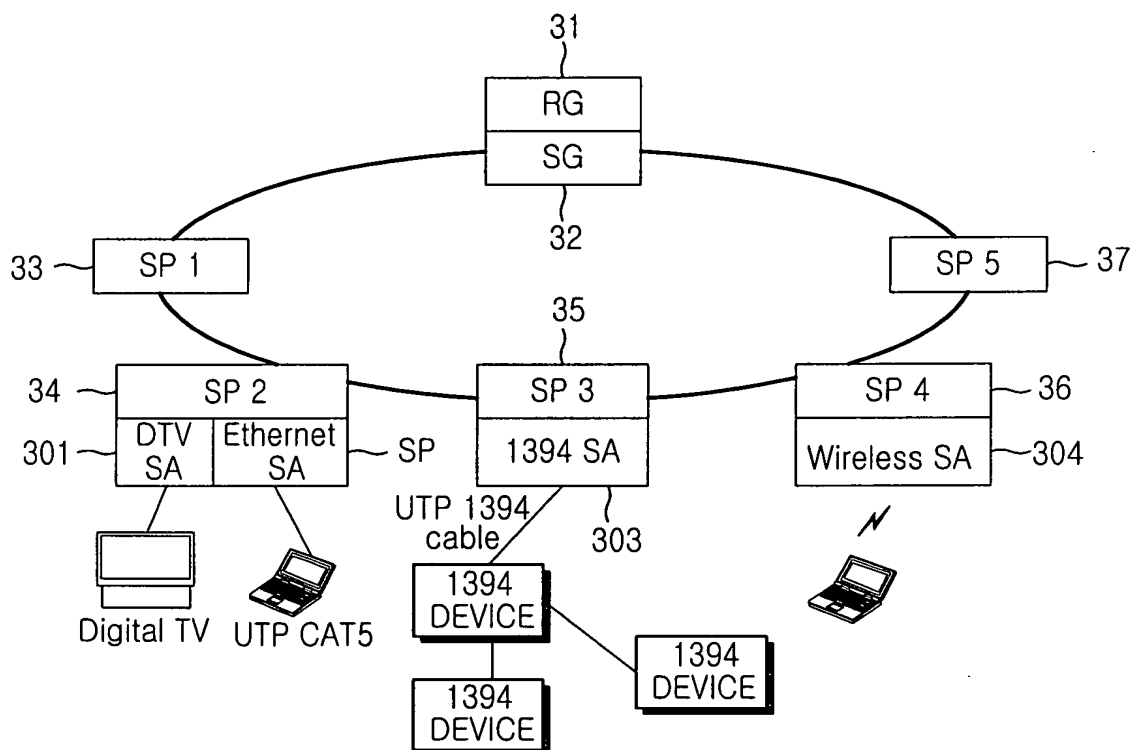 31
RG
SG
32
33
SP 1
SP 5
37
35
34
SP 2
SP 3
SP 4
36
301
DTV
SA
Ethernet
SA
SP
1394 SA
Wireless SA
304
UTP 1394
cable
303
1394
DEVICE
Digital TV
UTP CAT5
1394
DEVICE
1394
DEVICE